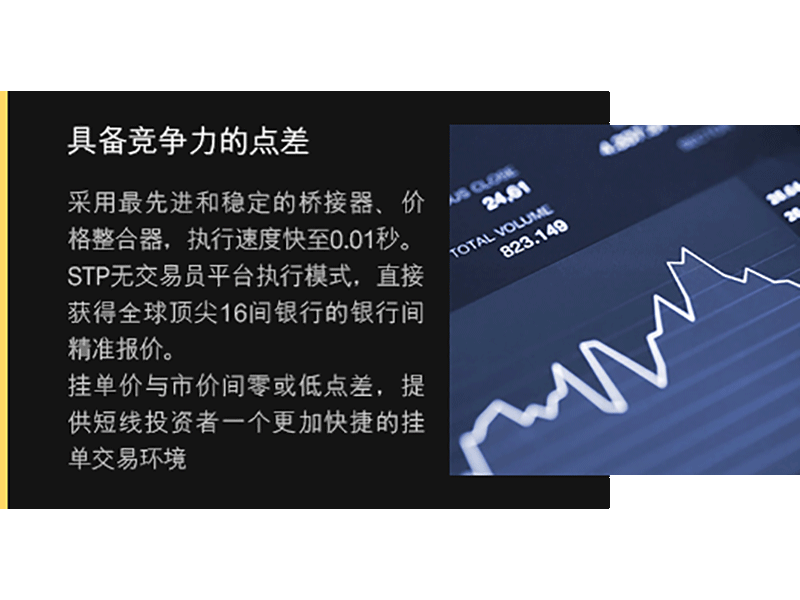 具备竞争力的点差
采用最先进和稳定的桥接器、价
格整合器，执行速度快至0.01秒。
STP无交易员平台执行模式，直接
获得全球顶尖16间银行的银行间
精准报价。
挂单价与市价间零或低点差，提
供短线投资者一个更加快捷的挂
单交易环境
US CLOSE
24,61
TOTAL VOLUME
823.149